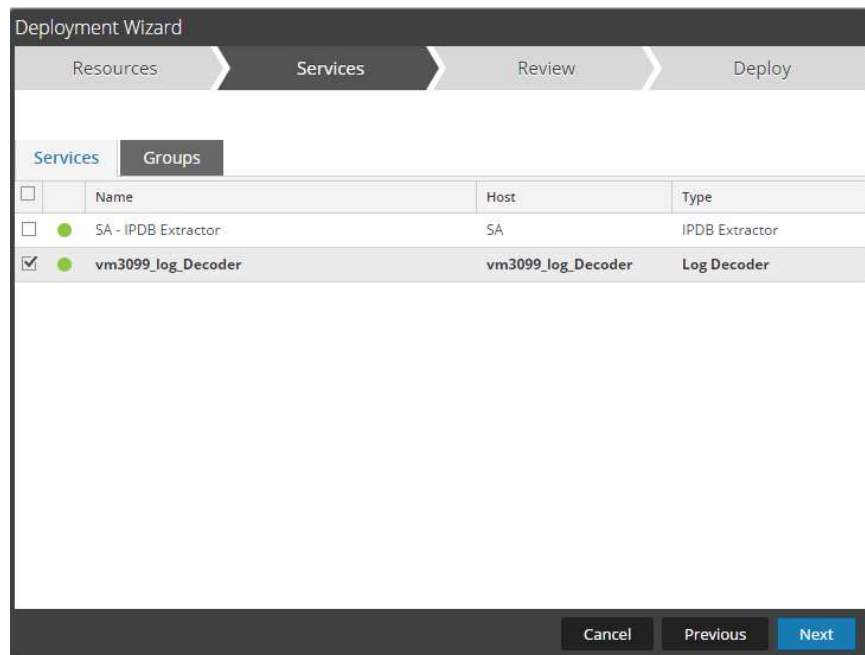 Deployment Wizard
Resources Services Review Deploy
Services Groups
Name Host Type
SA - IPDB Extractor SA IPDB Extractor
vm3099_log_Decoder vm3099_log_Decoder Log Decoder
Cancel Previous Next